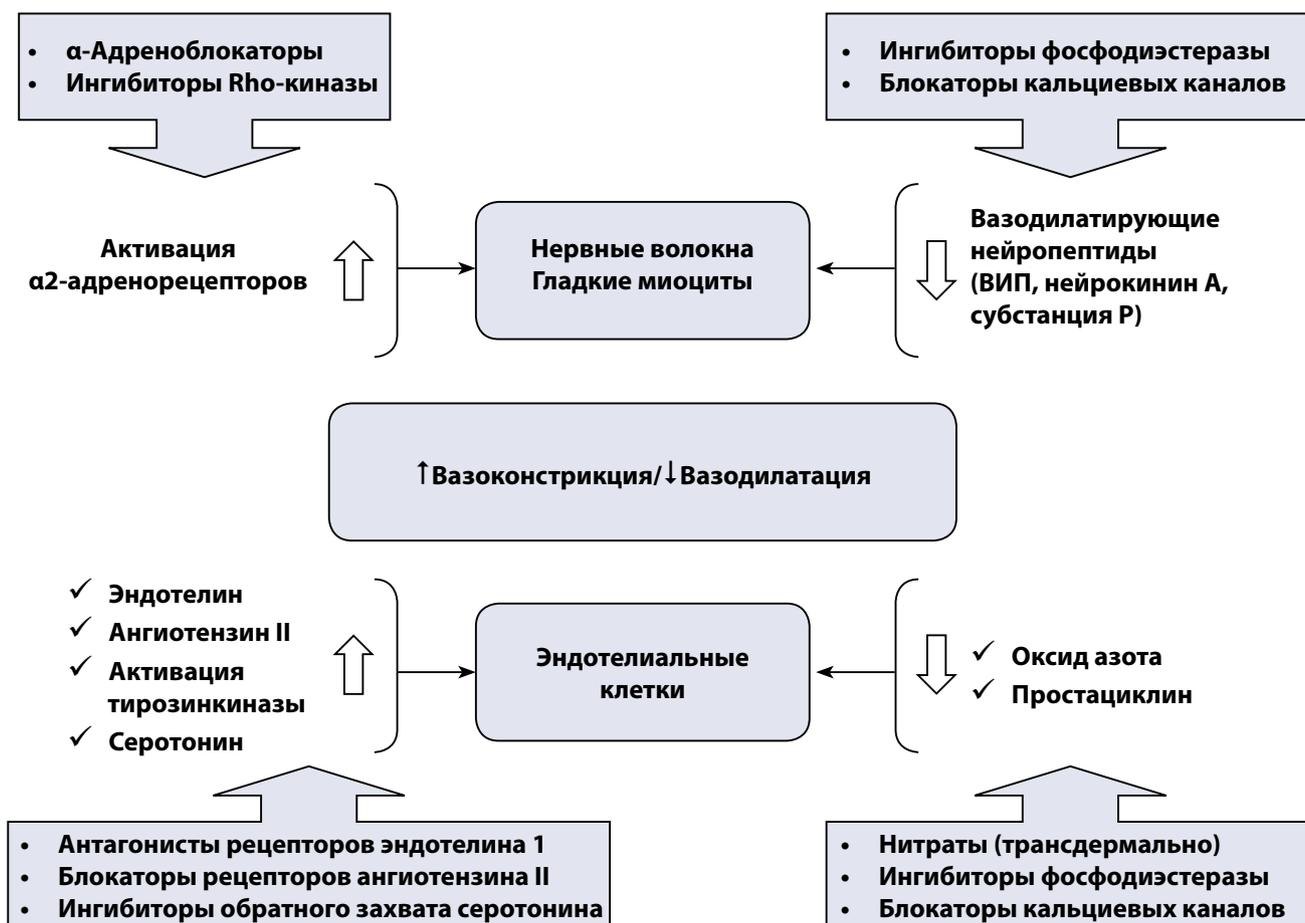 • α-Адреноблокаторы
• Ингибиторы Rho-киназы
• Ингибиторы фосфодиэстеразы
• Блокаторы кальциевых каналов
Активация
α2-адренорецепторов
Нервные волокна
Гладкие миоциты
Вазодилатирующие
нейропептиды
(ВИП, нейрокинин А,
субстанция Р)
↑Вазоконстрикция/↓Вазодилатация
✓ Эндотелин
✓ Ангиотензин II
✓ Активация
тирозинкиназы
✓ Серотонин
Эндотелиальные
клетки
✓ Оксид азота
✓ Простациклин
• Антагонисты рецепторов эндотелина 1
• Блокаторы рецепторов ангиотензина II
• Ингибиторы обратного захвата серотонина
• Нитраты (трансдермально)
• Ингибиторы фосфодиэстеразы
• Блокаторы кальциевых каналов